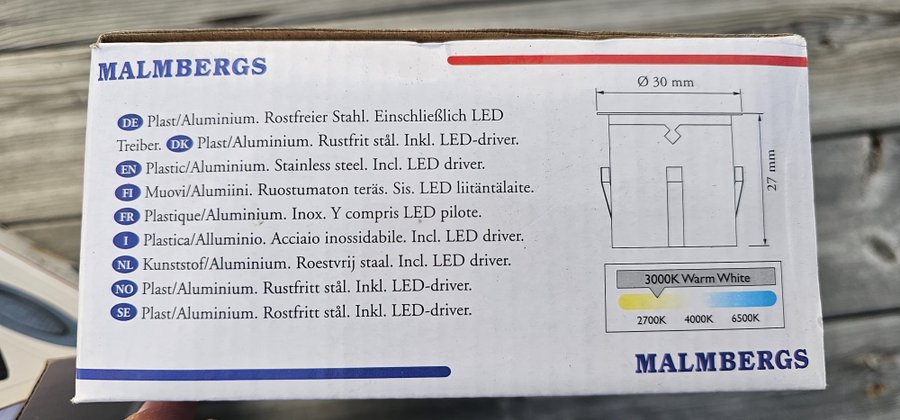 MALMBERGS
DE Plast/Aluminium. Rostfreier Stahl. Einschließlich LED
Treiber. DK Plast/Aluminium. Rustfrit stål. Inkl. LED-driver.
EN Plastic/Aluminium. Stainless steel. Incl. LED driver.
FI Muovi/Alumiini. Ruostumaton teräs. Sis. LED liitäntälaite.
FR Plastique/Aluminium. Inox. Y compris LED pilote.
I Plastica/Alluminio. Acciaio inossidabile. Incl. LED driver.
NL Kunststof/Aluminium. Roestvrij staal. Incl. LED driver.
NO Plast/Aluminium. Rustfritt stål. Inkl. LED-driver.
SE Plast/Aluminium. Rostfritt stål. Inkl. LED-driver.
Ø 30 mm
27 mm
3000K Warm White
2700K 4000K 6500K
MALMBERGS